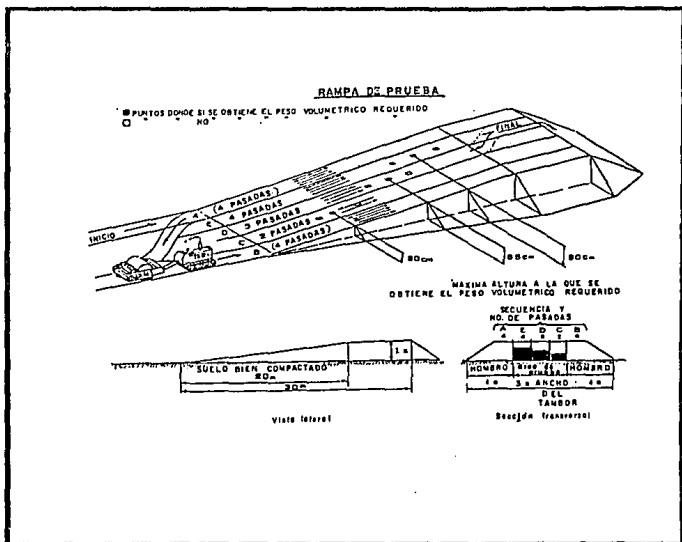 RAMPA DE PRUEBA
PUNTOS DONDE SI SE OBTIENE EL PESO VOLUMETRICO REQUERIDO
" " NO " " " " " "
FINAL
A (4 PASADAS)
E 4 PASADAS
D 3 PASADAS
C 2 PASADAS
B (4 PASADAS)
INICIO
80cm
MAXIMA ALTURA A LA QUE SE
OBTIENE EL PESO VOLUMETRICO REQUERIDO
SECUENCIA Y
NO. DE PASADAS
A E D C B
SUELO BIEN COMPACTADO
20m
30m
HOMBRO HOMBRO
3 x ANCHO
DEL
TAMBOR
Vista lateral
Sección transversal